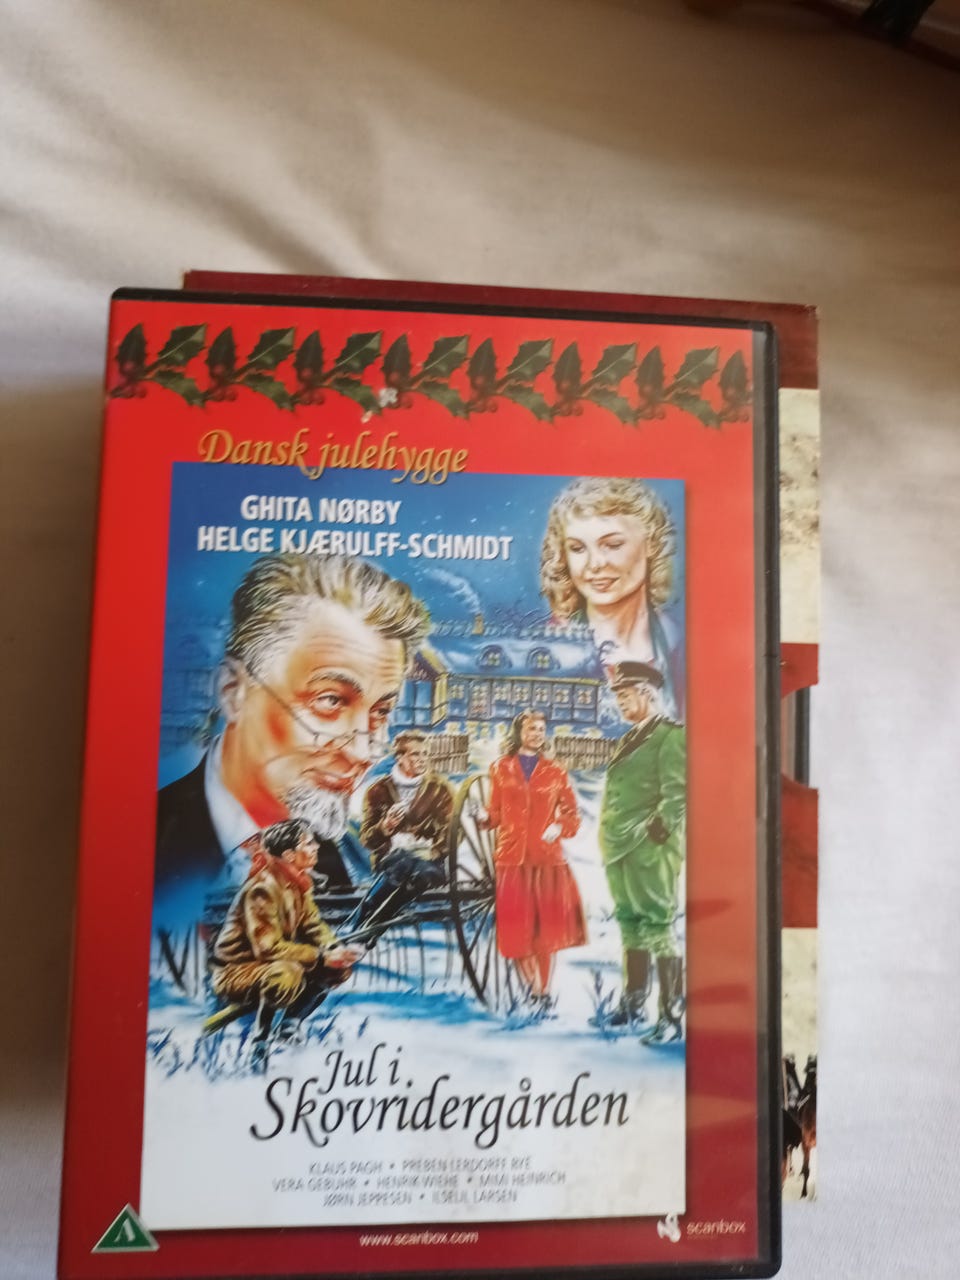 Dansk julehygge
GHITA NØRBY
HELGE KJÆRULFF-SCHMIDT
Jul i
Skovridergården
KLAUS PAGH • PREBEN LERDORFF RYE
VERA GEBUHR • HENRIK WIEHE • MIMI HEINRICH
JØRN JEPPESEN • ILSELIL LARSEN
A
www.scanbox.com
scanbox